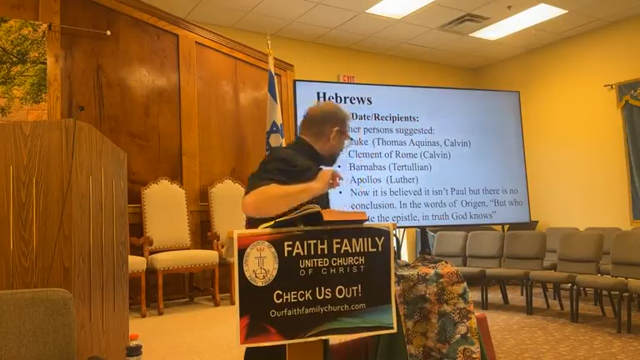 EXIT
Hebrews
Date/Recipients:
her persons suggested:
Luke (Thomas Aquinas, Calvin)
• Clement of Rome (Calvin)
• Barnabas (Tertullian)
• Apollos (Luther)
• Now it is believed it isn't Paul but there is no
conclusion. In the words of Origen, "But who
te the epistle, in truth God knows"
FAITH FAMILY
UNITED CHURCH
OF CHRIST
CHECK US OUT!
Ourfaithfamilychurch.com